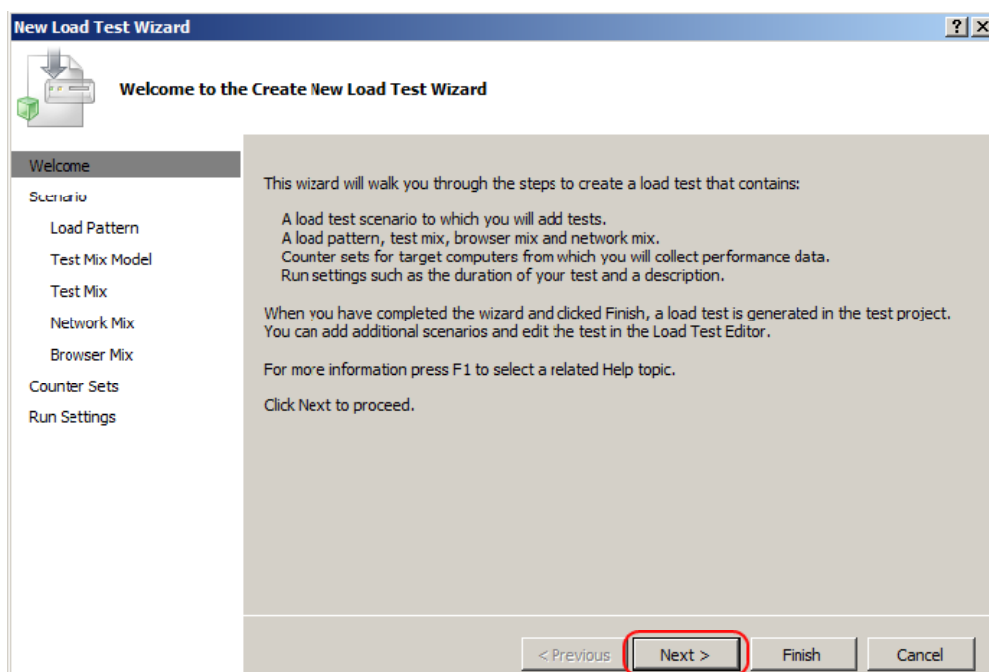 New Load Test Wizard
Welcome to the Create New Load Test Wizard
Welcome
Scenario
Load Pattern
Test Mix Model
Test Mix
Network Mix
Browser Mix
Counter Sets
Run Settings
This wizard will walk you through the steps to create a load test that contains:
A load test scenario to which you will add tests.
A load pattern, test mix, browser mix and network mix.
Counter sets for target computers from which you will collect performance data.
Run settings such as the duration of your test and a description.
When you have completed the wizard and clicked Finish, a load test is generated in the test project.
You can add additional scenarios and edit the test in the Load Test Editor.
For more information press F1 to select a related Help topic.
Click Next to proceed.
< Previous
Next >
Finish
Cancel